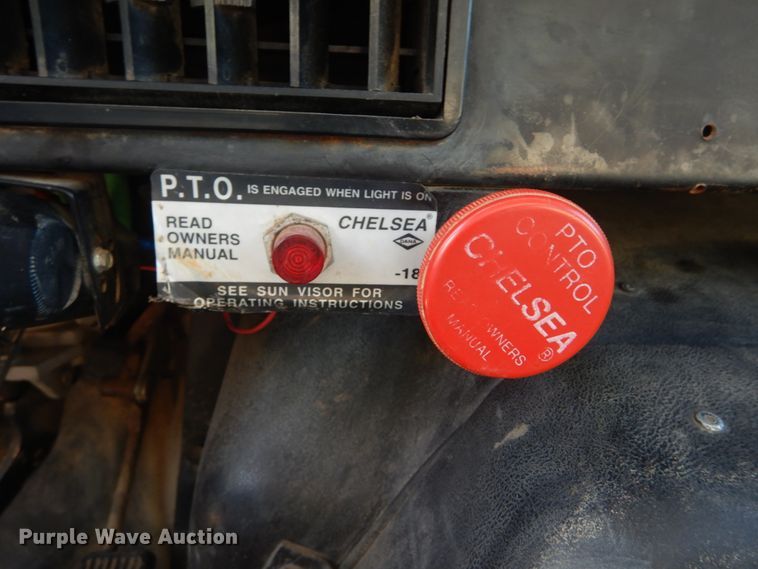 P.T.O. IS ENGAGED WHEN LIGHT IS ON
READ
OWNERS
MANUAL
CHELSEA®
DANA
-18
SEE SUN VISOR FOR
OPERATING INSTRUCTIONS
PTO
CONTROL
CHELSEA®
READ OWNERS
MANUAL
Purple Wave Auction